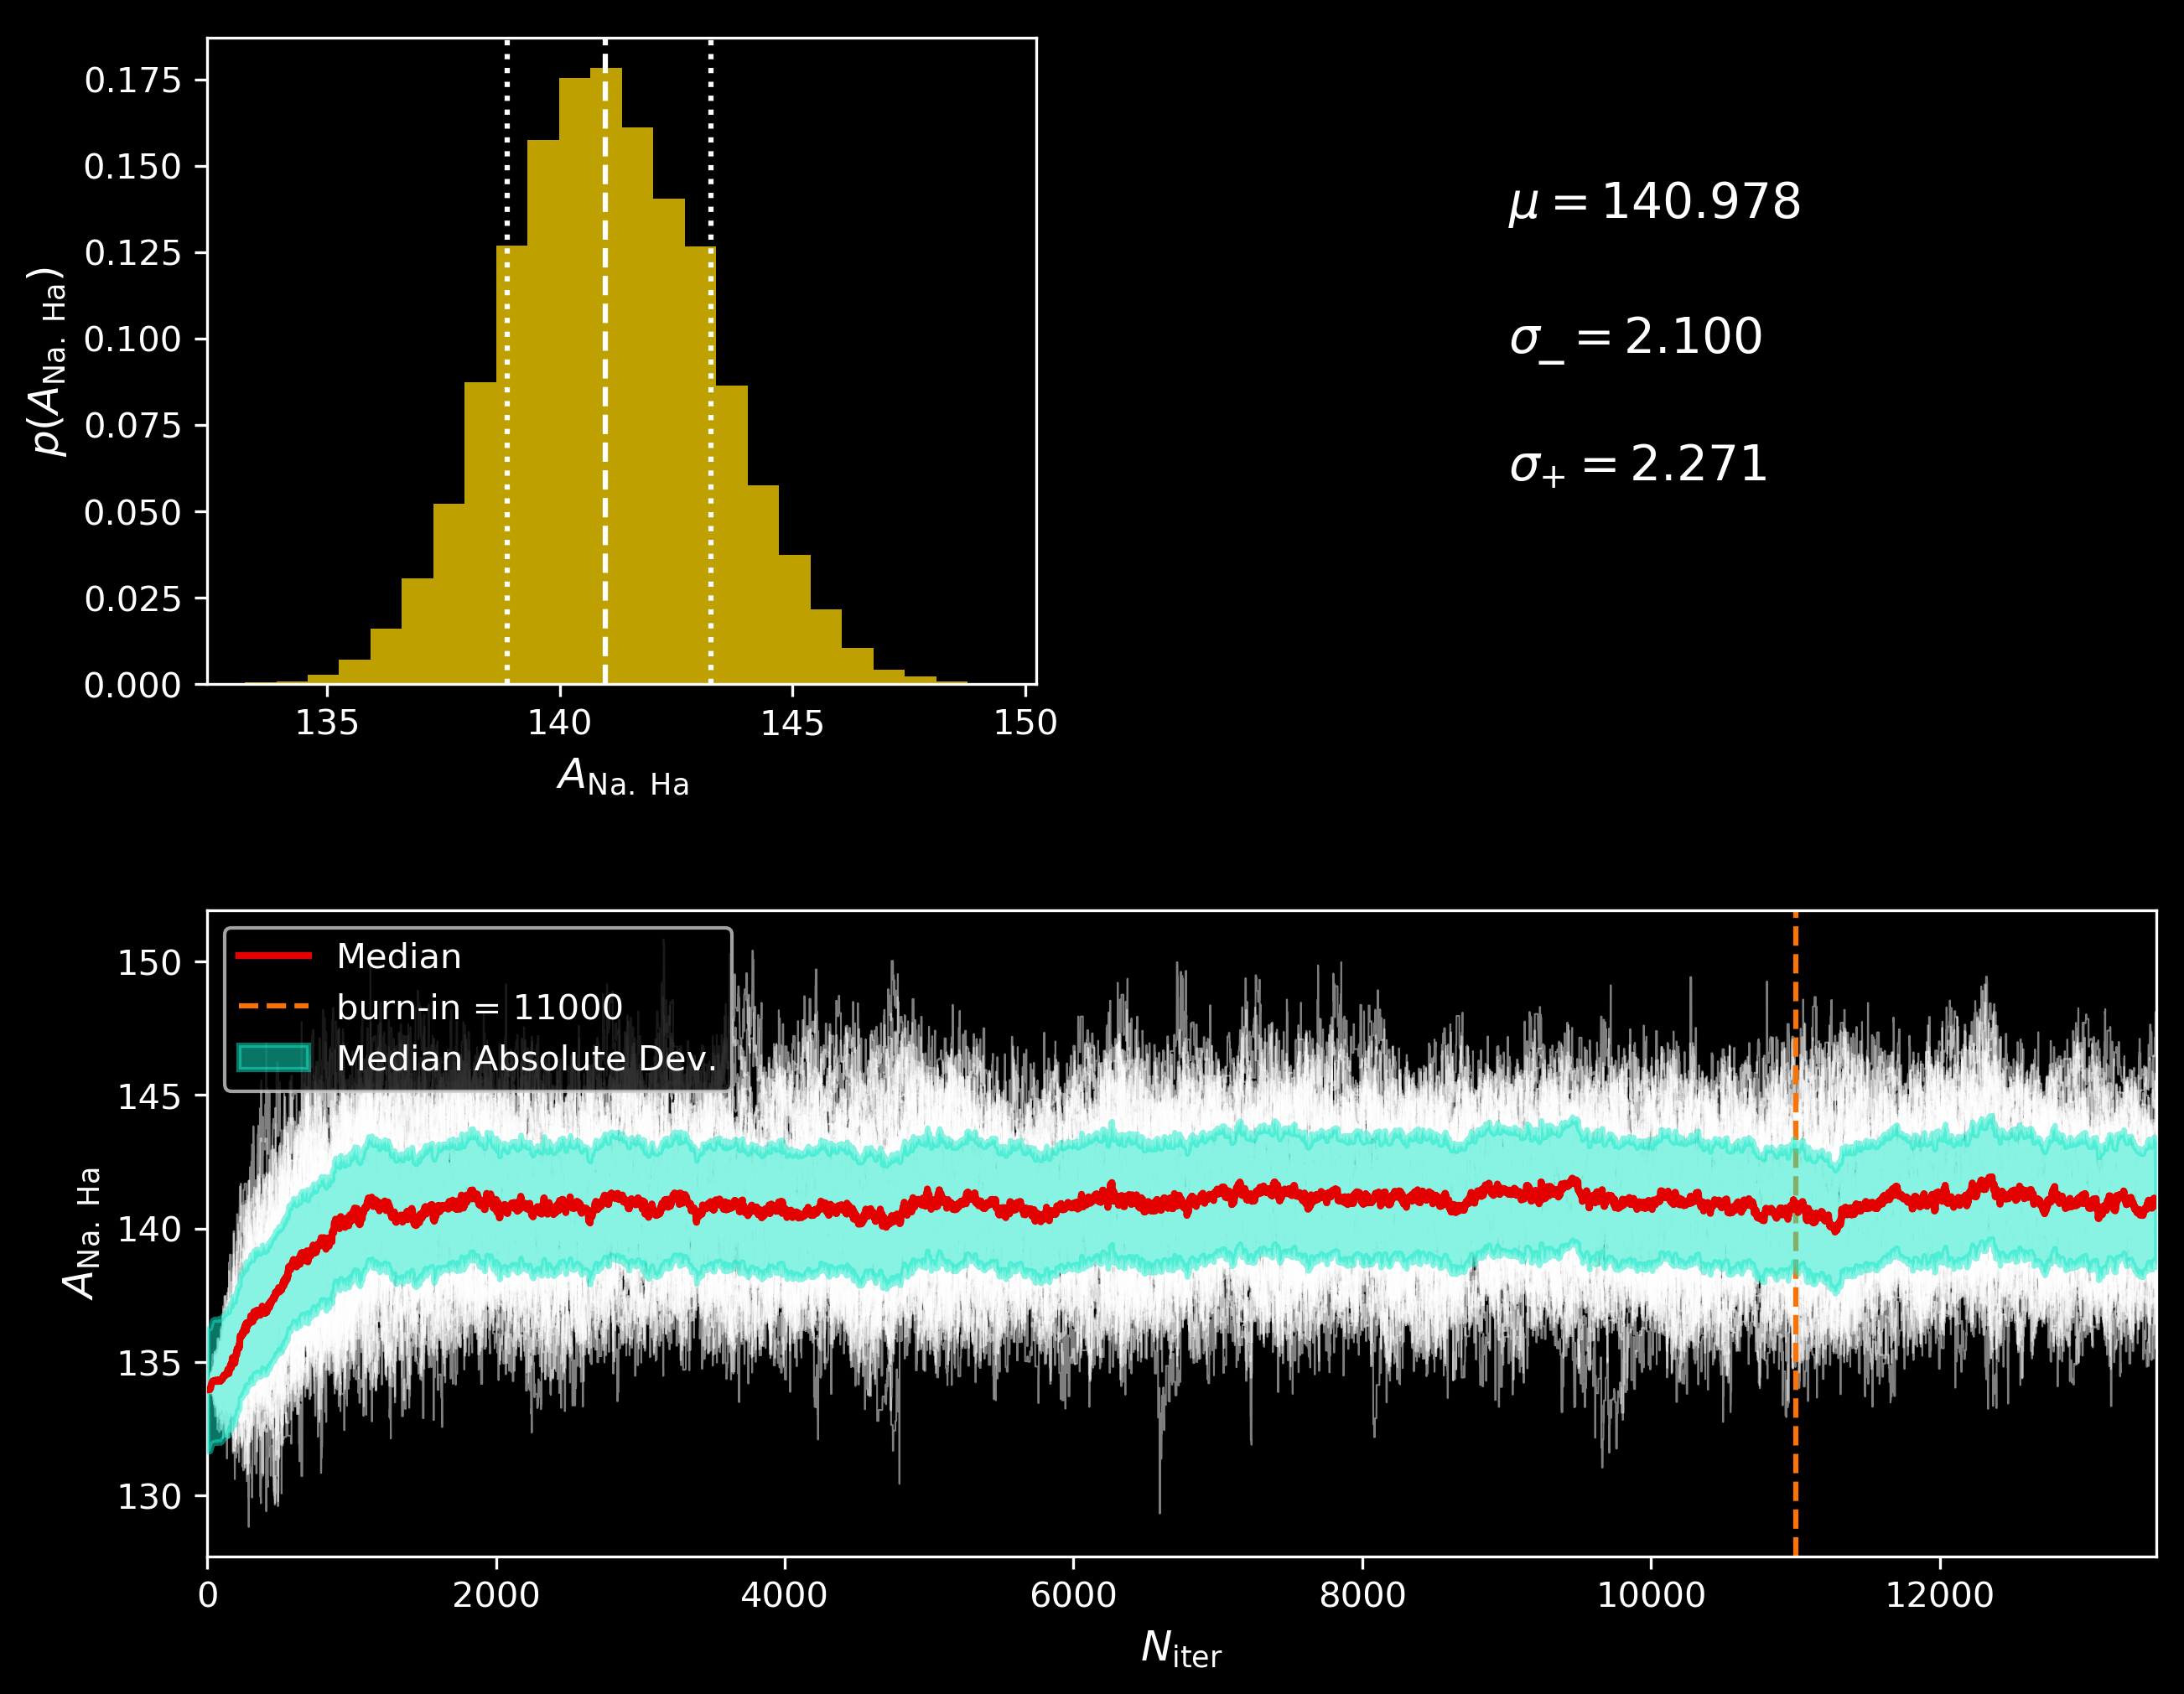 0.175
0.150
0.125
0.100
0.075
0.050
0.025
0.000
p(A_Na. Ha)
135 140 145 150
A_Na. Ha
μ = 140.978
σ_− = 2.100
σ_+ = 2.271
Median
burn-in = 11000
Median Absolute Dev.
150
145
140
135
130
A_Na. Ha
0 2000 4000 6000 8000 10000 12000
N_iter